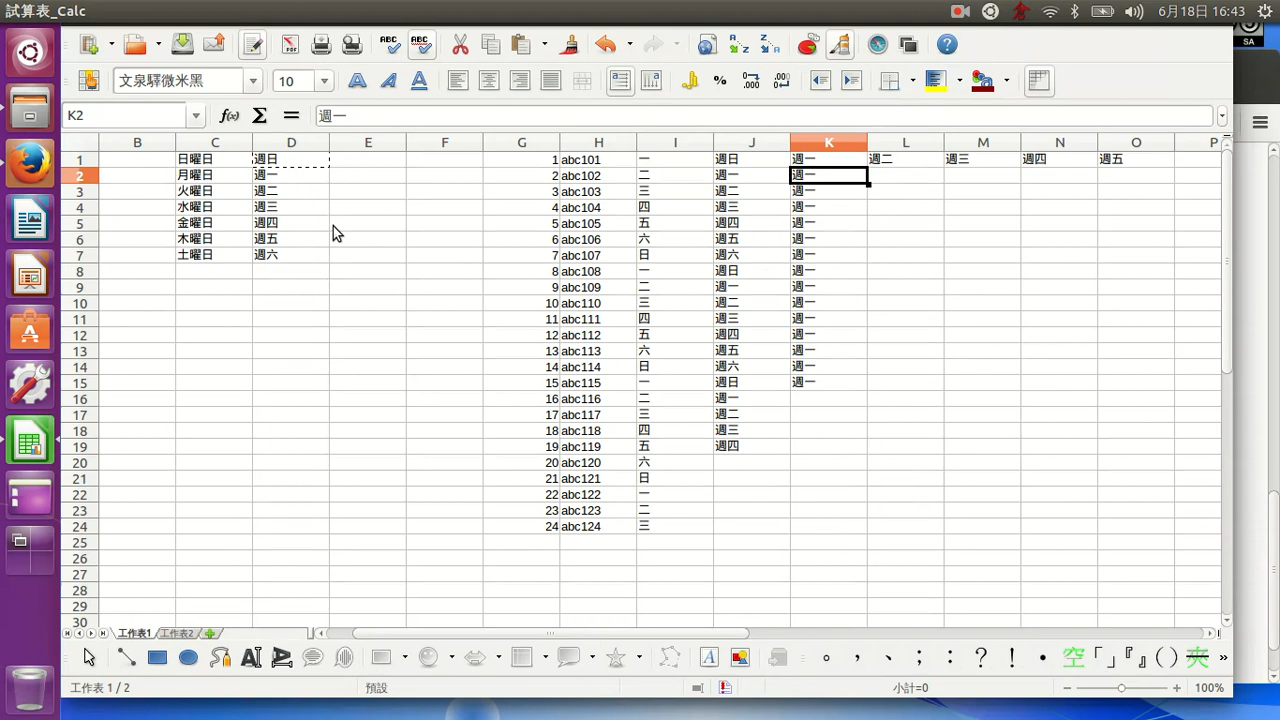 試算表_Calc
6月18日 16:43
SA
文泉驛微米黑 10
K2 週一
B C D E F G H I J K L M N O P
1 日曜日 週日 1 abc101 一 週日 週一 週二 週三 週四 週五
2 月曜日 週一 2 abc102 二 週一 週一
3 火曜日 週二 3 abc103 三 週二 週一
4 水曜日 週三 4 abc104 四 週三 週一
5 金曜日 週四 5 abc105 五 週四 週一
6 木曜日 週五 6 abc106 六 週五 週一
7 土曜日 週六 7 abc107 日 週六 週一
8 8 abc108 一 週日 週一
9 9 abc109 二 週一 週一
10 10 abc110 三 週二 週一
11 11 abc111 四 週三 週一
12 12 abc112 五 週四 週一
13 13 abc113 六 週五 週一
14 14 abc114 日 週六 週一
15 15 abc115 一 週日 週一
16 16 abc116 二 週一
17 17 abc117 三 週二
18 18 abc118 四 週三
19 19 abc119 五 週四
20 20 abc120 六
21 21 abc121 日
22 22 abc122 一
23 23 abc123 二
24 24 abc124 三
25
26
27
28
29
30
工作表1 工作表2
工作表 1 / 2 預設 小計=0 100%